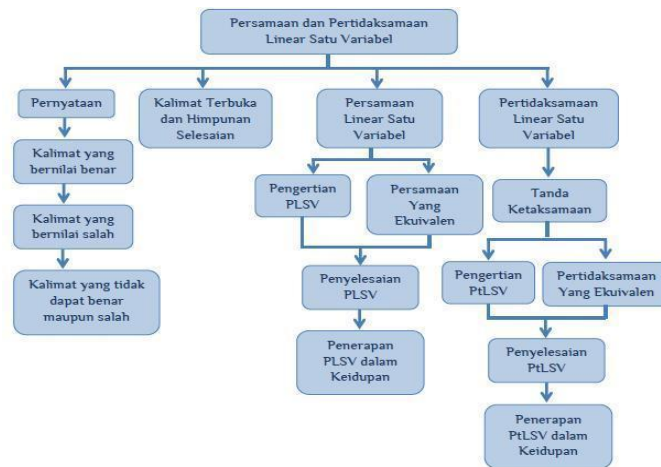 Persamaan dan Pertidaksamaan
Linear Satu Variabel
Pernyataan
Kalimat Terbuka
dan Himpunan
Selesaian
Persamaan
Linear Satu
Variabel
Pertidaksamaan
Linear Satu
Variabel
Kalimat yang
bernilai benar
Kalimat yang
bernilai salah
Kalimat yang tidak
dapat benar
maupun salah
Pengertian
PLSV
Persamaan
Yang
Ekuivalen
Penyelesaian
PLSV
Penerapan
PLSV dalam
Keidupan
Tanda
Ketaksamaan
Pengertian
PtLSV
Pertidaksamaan
Yang Ekuivalen
Penyelesaian
PtLSV
Penerapan
PtLSV dalam
Keidupan